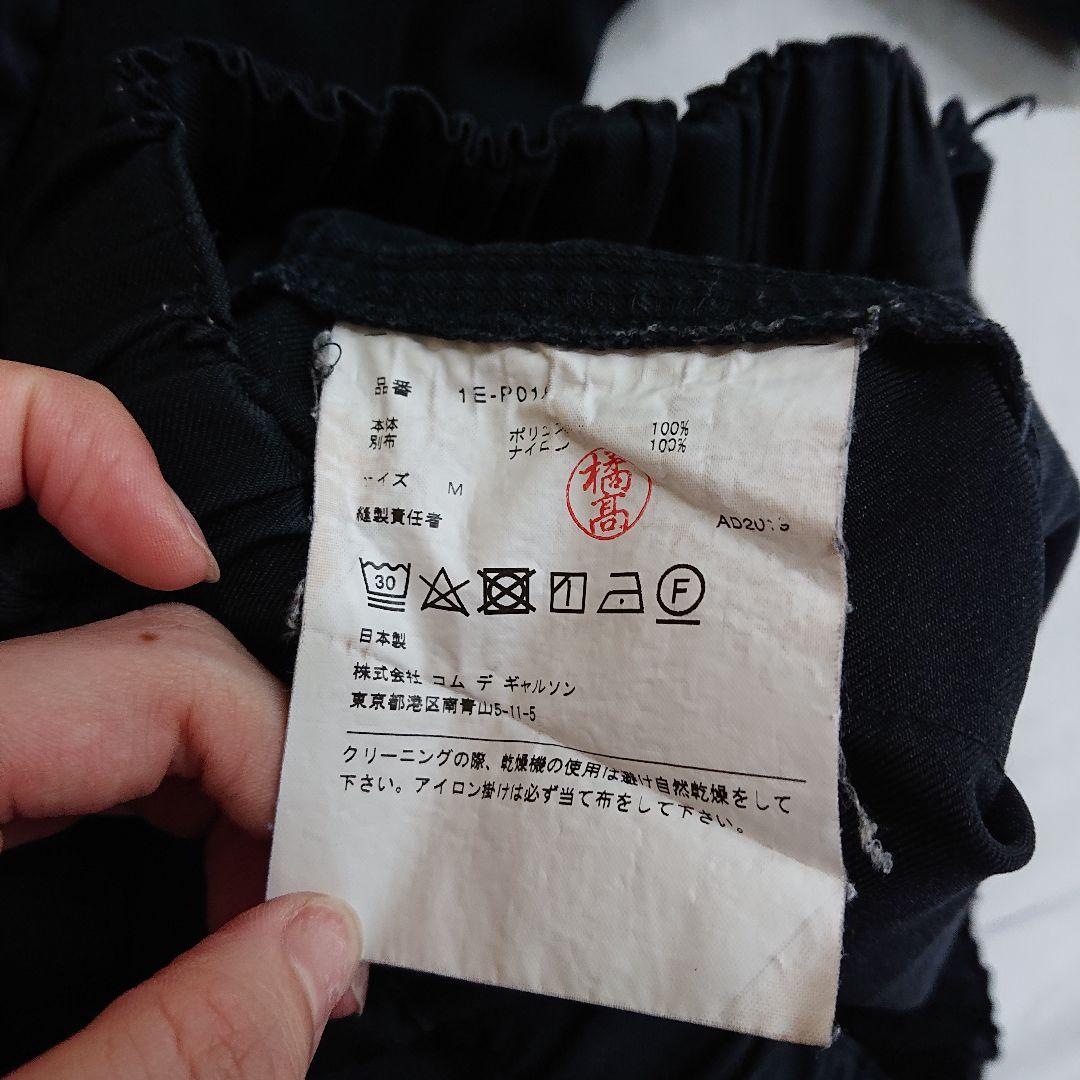 品番 1E-P01
本体 ポリエス 100%
別布 ナイロン 100%
イズ M
橘髙
縫製責任者 AD201
30
F
日本製
株式会社 コム デ ギャルソン
東京都港区南青山5-11-5
クリーニングの際、乾燥機の使用は避け自然乾燥をして
下さい。アイロン掛けは必ず当て布をして下さい。